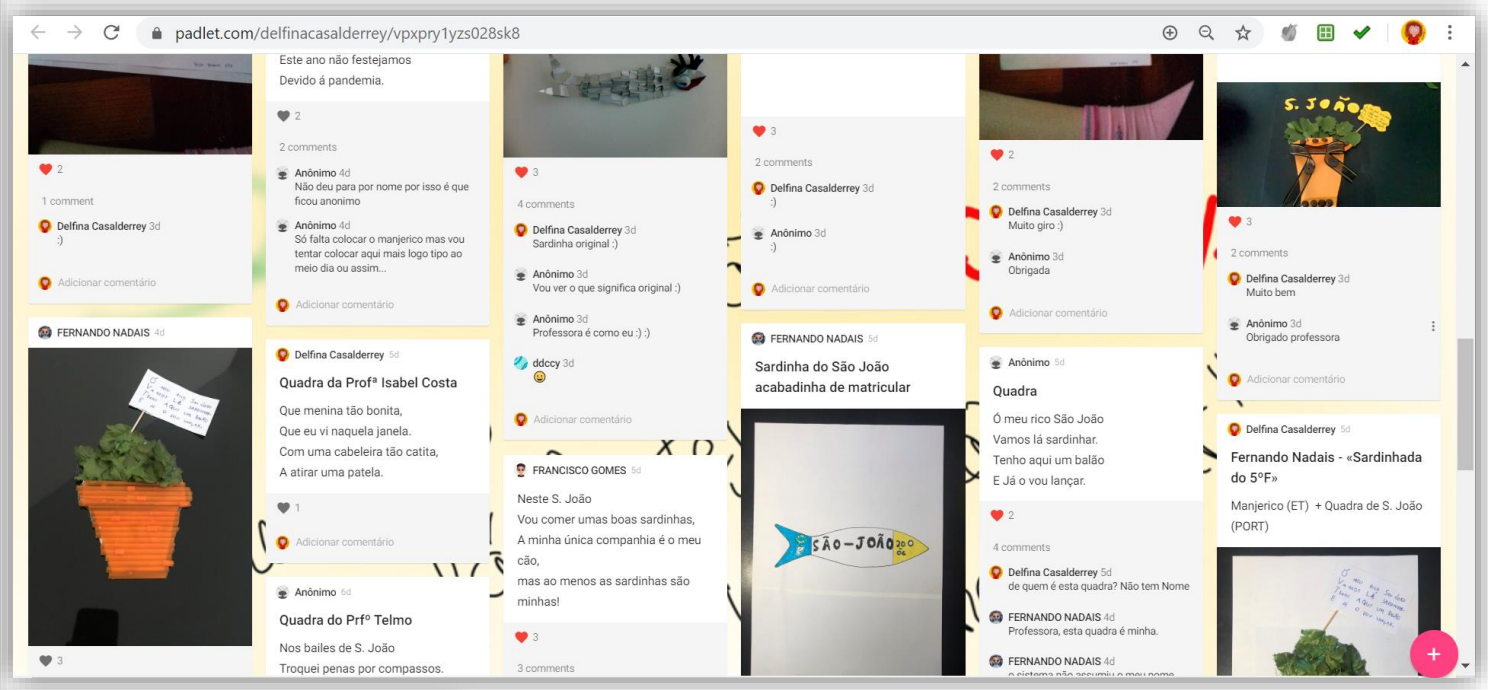 padlet.com/delfinacasalderrey/vpxpry1yzs028sk8
2
1 comment
Delfina Casalderrey 3d
:)
Adicionar comentário
FERNANDO NADAIS 4d
3
Este ano não festejamos
Devido á pandemia.
2
2 comments
Anônimo 4d
Não deu para por nome por isso é que
ficou anonimo
Anônimo 4d
Só falta colocar o manjerico mas vou
tentar colocar aqui mais logo tipo ao
meio dia ou assim...
Adicionar comentário
Delfina Casalderrey 5d
Quadra da Profª Isabel Costa
Que menina tão bonita,
Que eu vi naquela janela.
Com uma cabeleira tão catita,
A atirar uma patela.
1
Adicionar comentário
Anônimo 6d
Quadra do Prfº Telmo
Nos bailes de S. João
Troquei penas por compassos.
3
4 comments
Delfina Casalderrey 3d
Sardinha original :)
Anônimo 3d
Vou ver o que significa original :)
Anônimo 3d
Professora é como eu :) :)
ddccy 3d
Adicionar comentário
FRANCISCO GOMES 5d
Neste S. João
Vou comer umas boas sardinhas,
A minha única companhia é o meu
cão,
mas ao menos as sardinhas são
minhas!
3
3 comments
3
2 comments
Delfina Casalderrey 3d
:)
Anônimo 3d
:)
Adicionar comentário
FERNANDO NADAIS 5d
Sardinha do São João
acabadinha de matricular
SÃO-JOÃO
2
2 comments
Delfina Casalderrey 3d
Muito giro :)
Anônimo 3d
Obrigada
Adicionar comentário
Anônimo 5d
Quadra
Ó meu rico São João
Vamos lá sardinhar.
Tenho aqui um balão
E Já o vou lançar.
2
4 comments
Delfina Casalderrey 5d
de quem é esta quadra? Não tem Nome
FERNANDO NADAIS 4d
Professora, esta quadra é minha.
FERNANDO NADAIS 4d
o sistema não assumiu o meu nome
S. JOÃO
3
2 comments
Delfina Casalderrey 3d
Muito bem
Anônimo 3d
Obrigado professora
Adicionar comentário
Delfina Casalderrey 5d
Fernando Nadais - «Sardinhada
do 5ºF»
Manjerico (ET) + Quadra de S. João
(PORT)